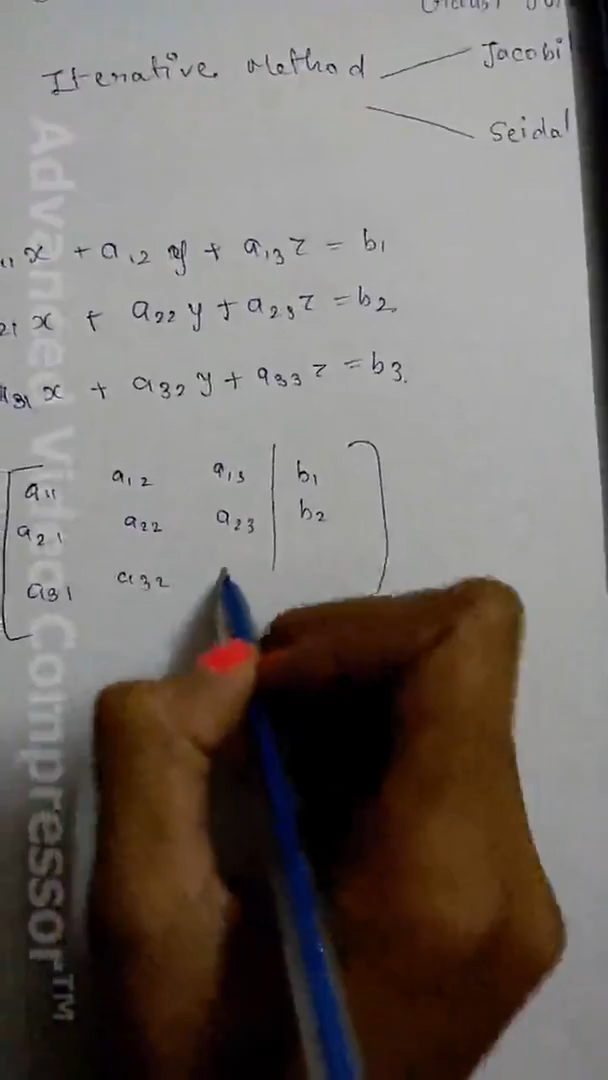 Iterative Method
Jacobi
Seidal
x + a12 y + a13 z = b1
21 x + a22 y + a23 z = b2
a31 x + a32 y + a33 z = b3.
a11 a12 a13 | b1
a21 a22 a23 | b2
a31 a32
Advanced Video Compressor™